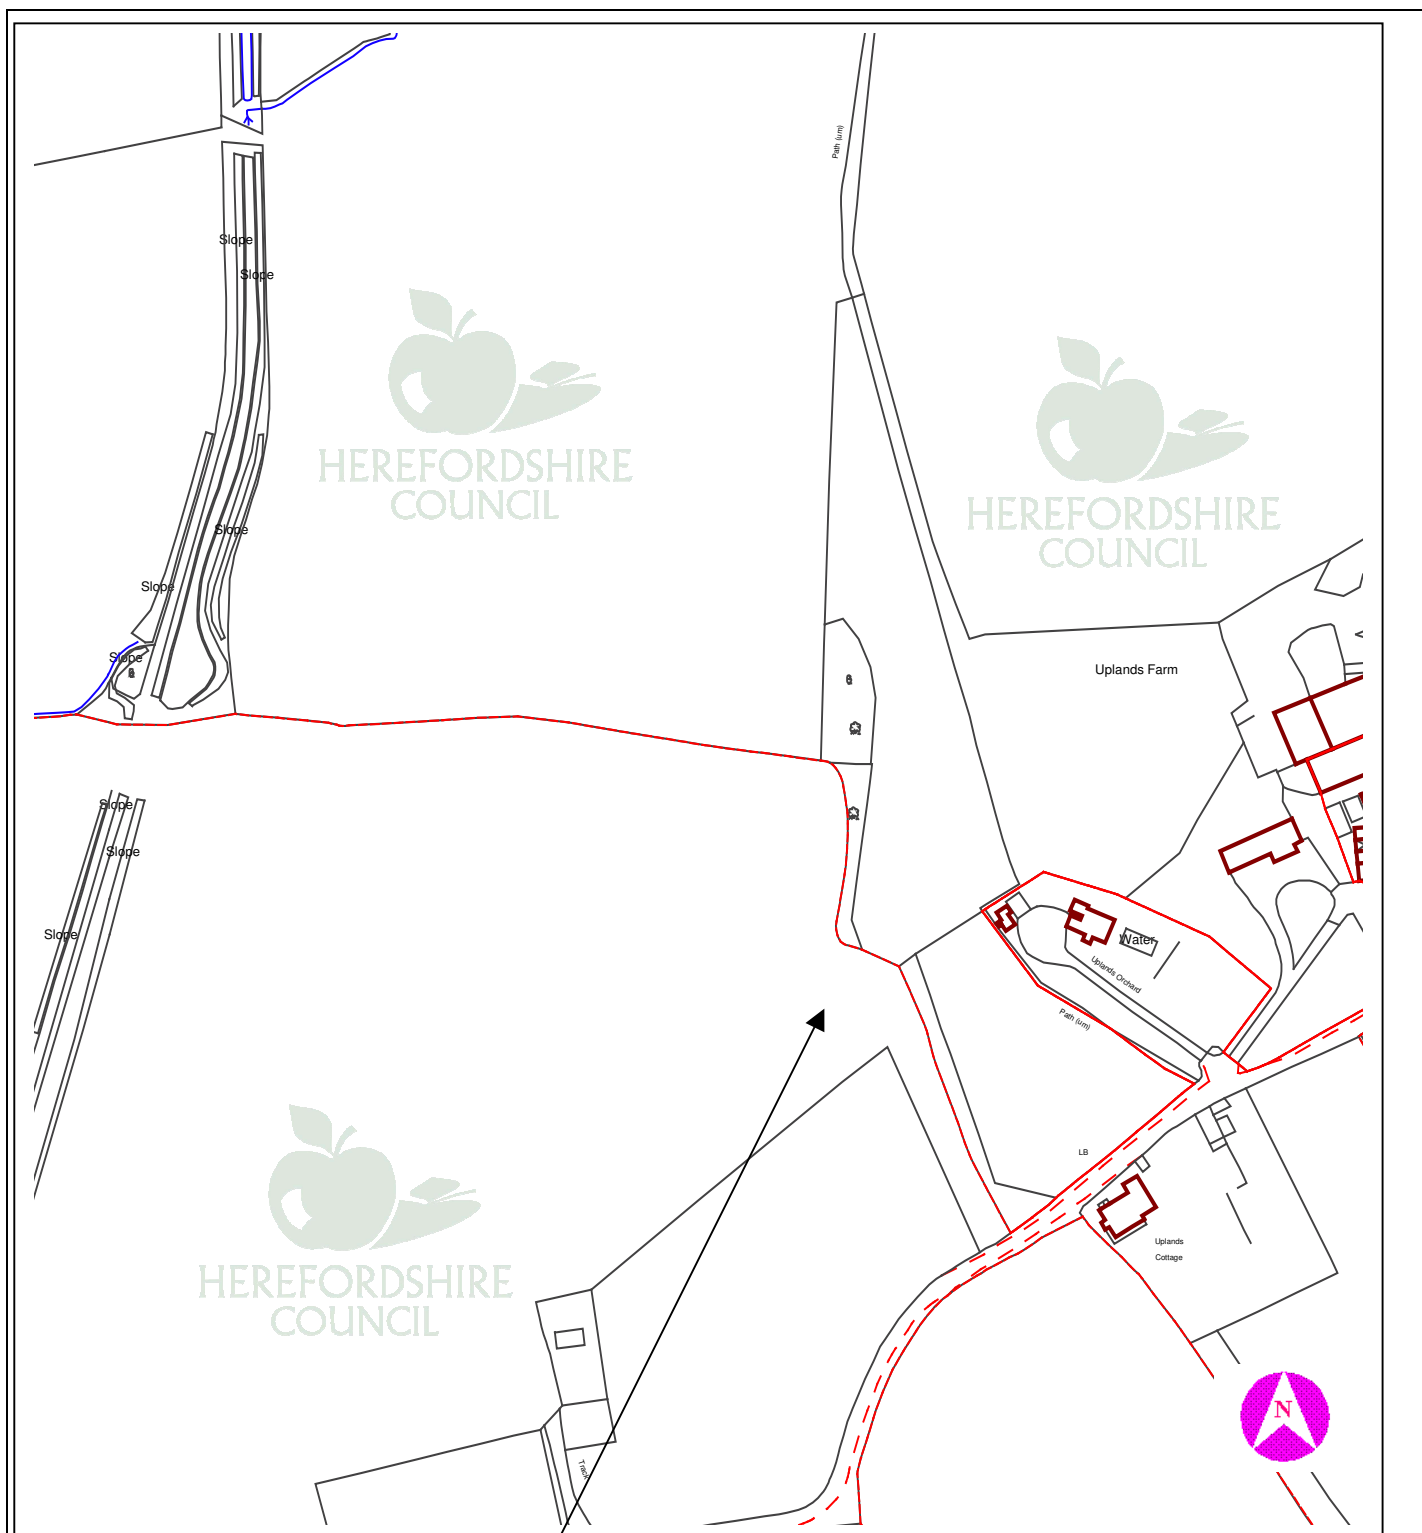 Path (um)
Slope
Slope
HEREFORDSHIRE
COUNCIL
HEREFORDSHIRE
COUNCIL
Slope
Slope
Slope
Uplands Farm
Slope
Slope
Slope
Water
Uplands Orchard
Path (um)
LB
HEREFORDSHIRE
COUNCIL
Uplands
Cottage
N
Track